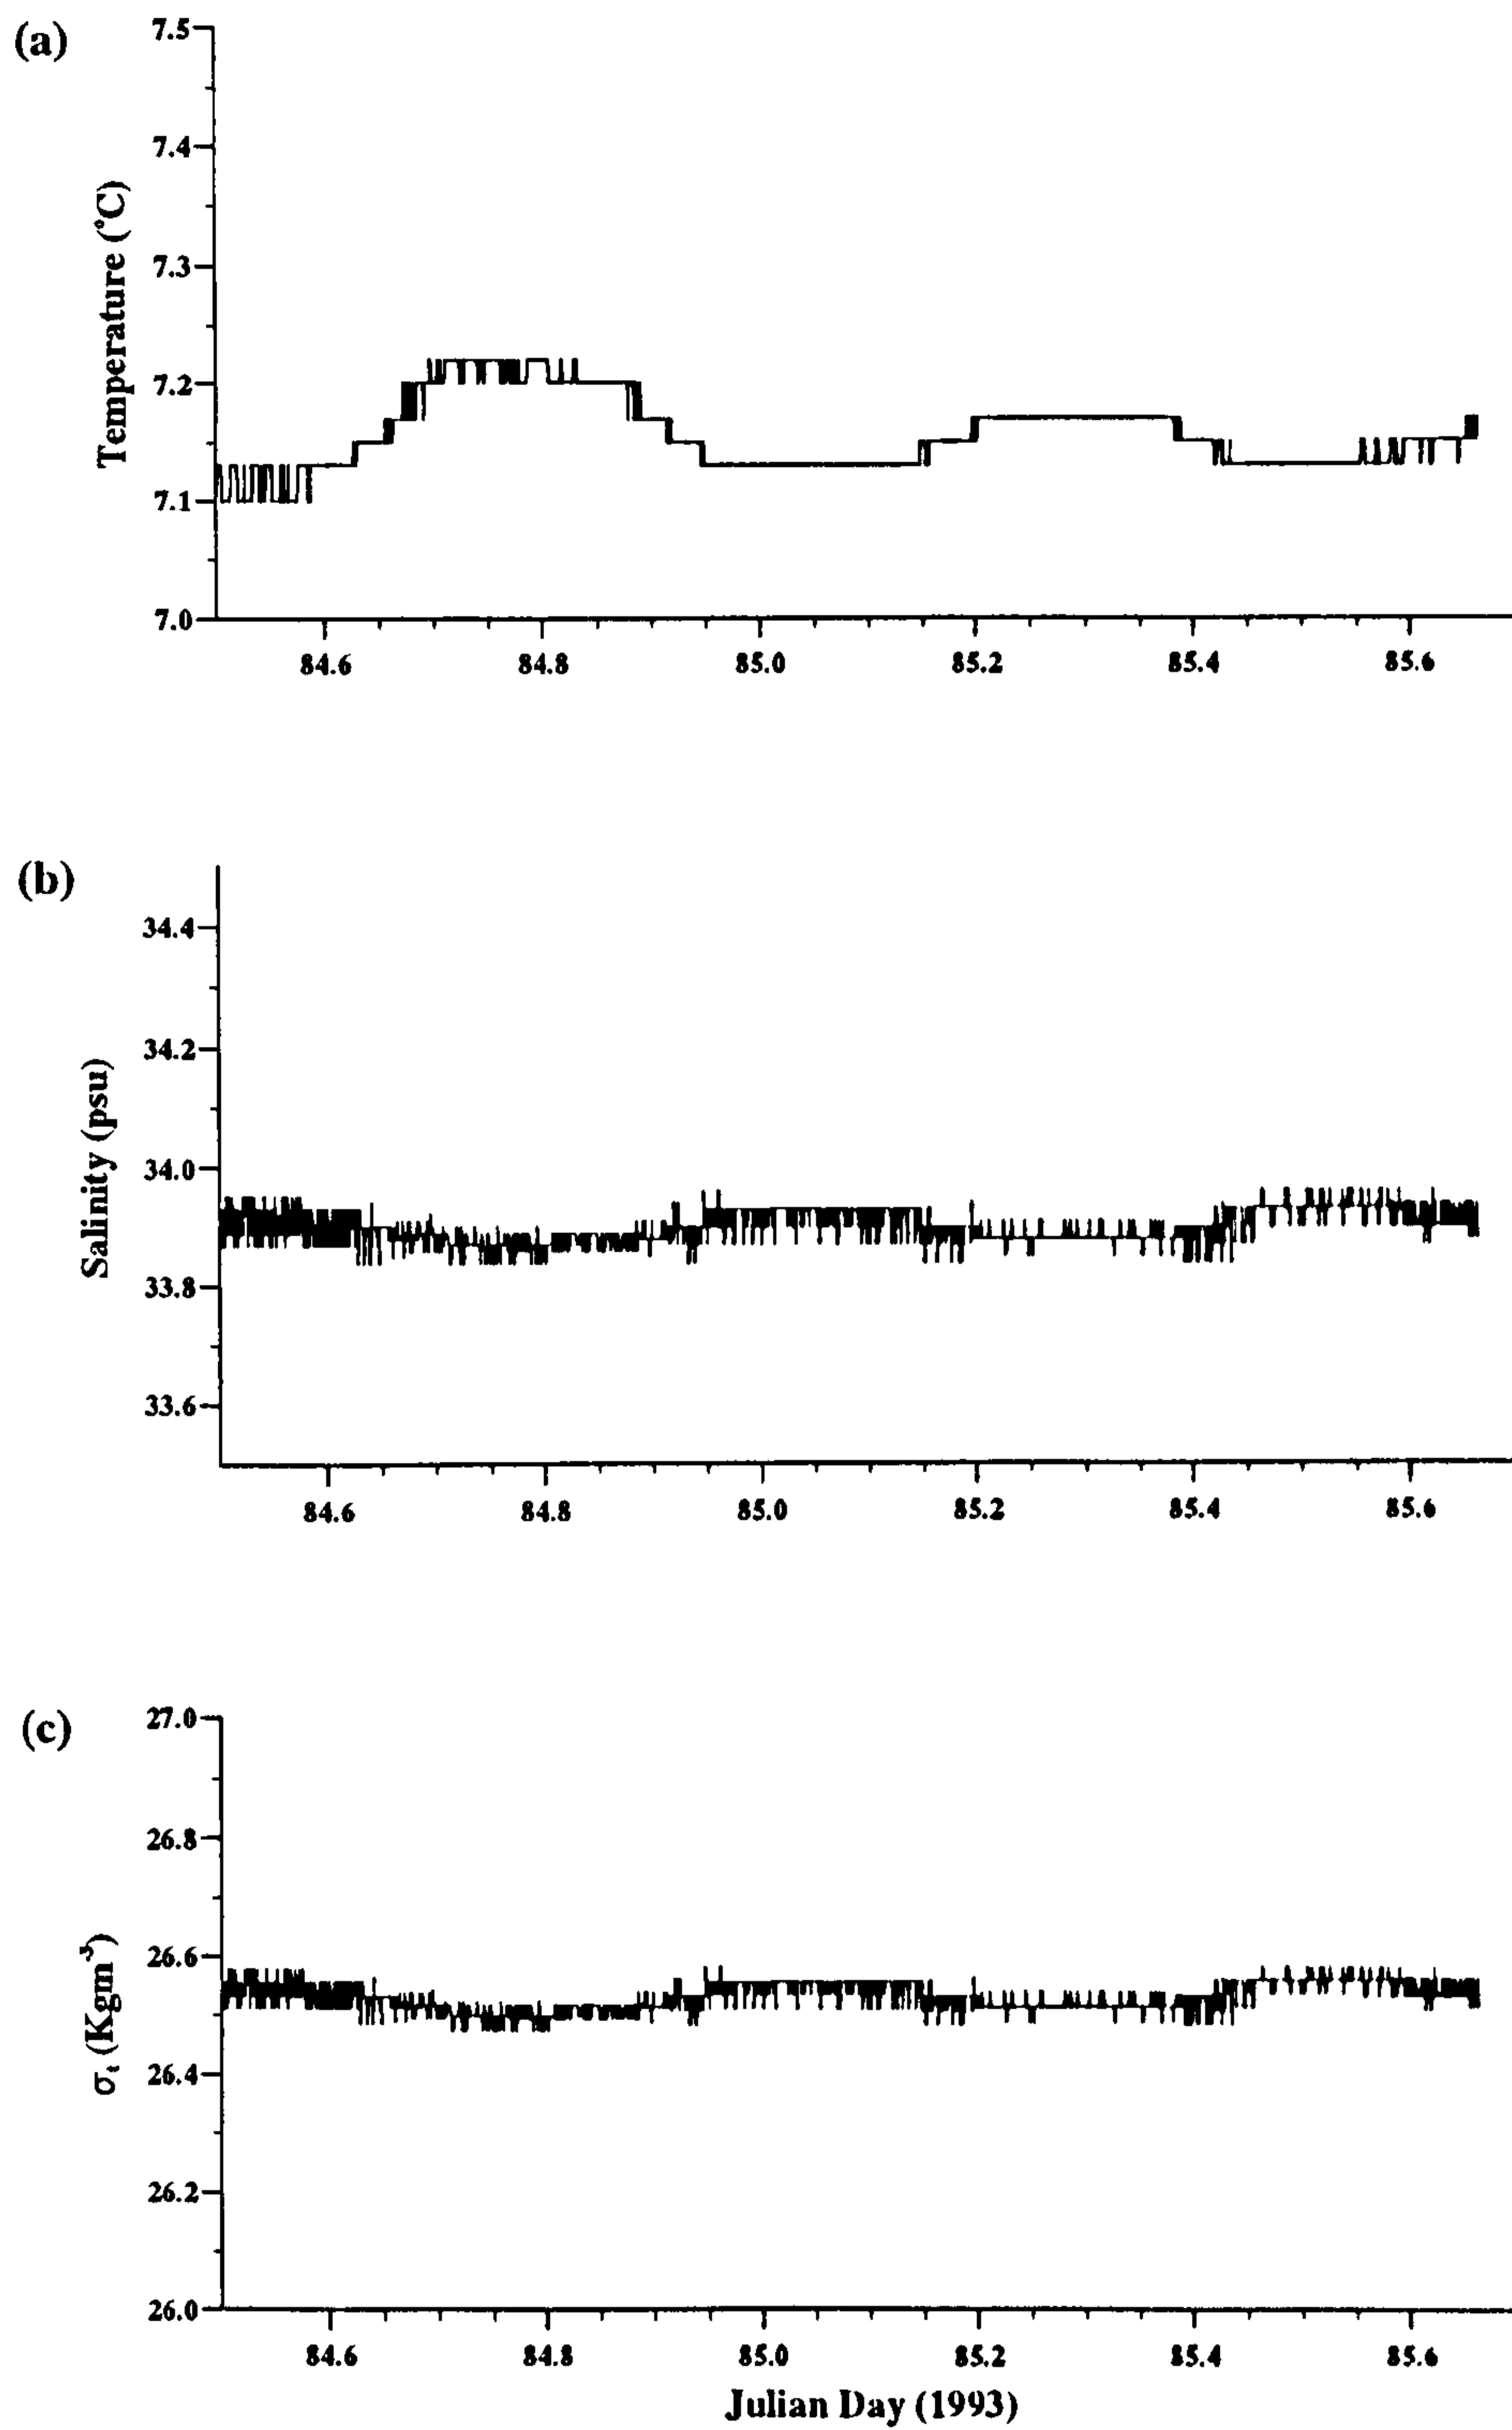 (a)
7.5
7.4
7.3
7.2
7.1
7.0
Temperature (°C)
84.6 84.8 85.0 85.2 85.4 85.6
(b)
34.4
34.2
34.0
33.8
33.6
Salinity (psu)
84.6 84.8 85.0 85.2 85.4 85.6
(c)
27.0
26.8
26.6
26.4
26.2
26.0
σₜ (Kgm⁻³)
84.6 84.8 85.0 85.2 85.4 85.6
Julian Day (1993)